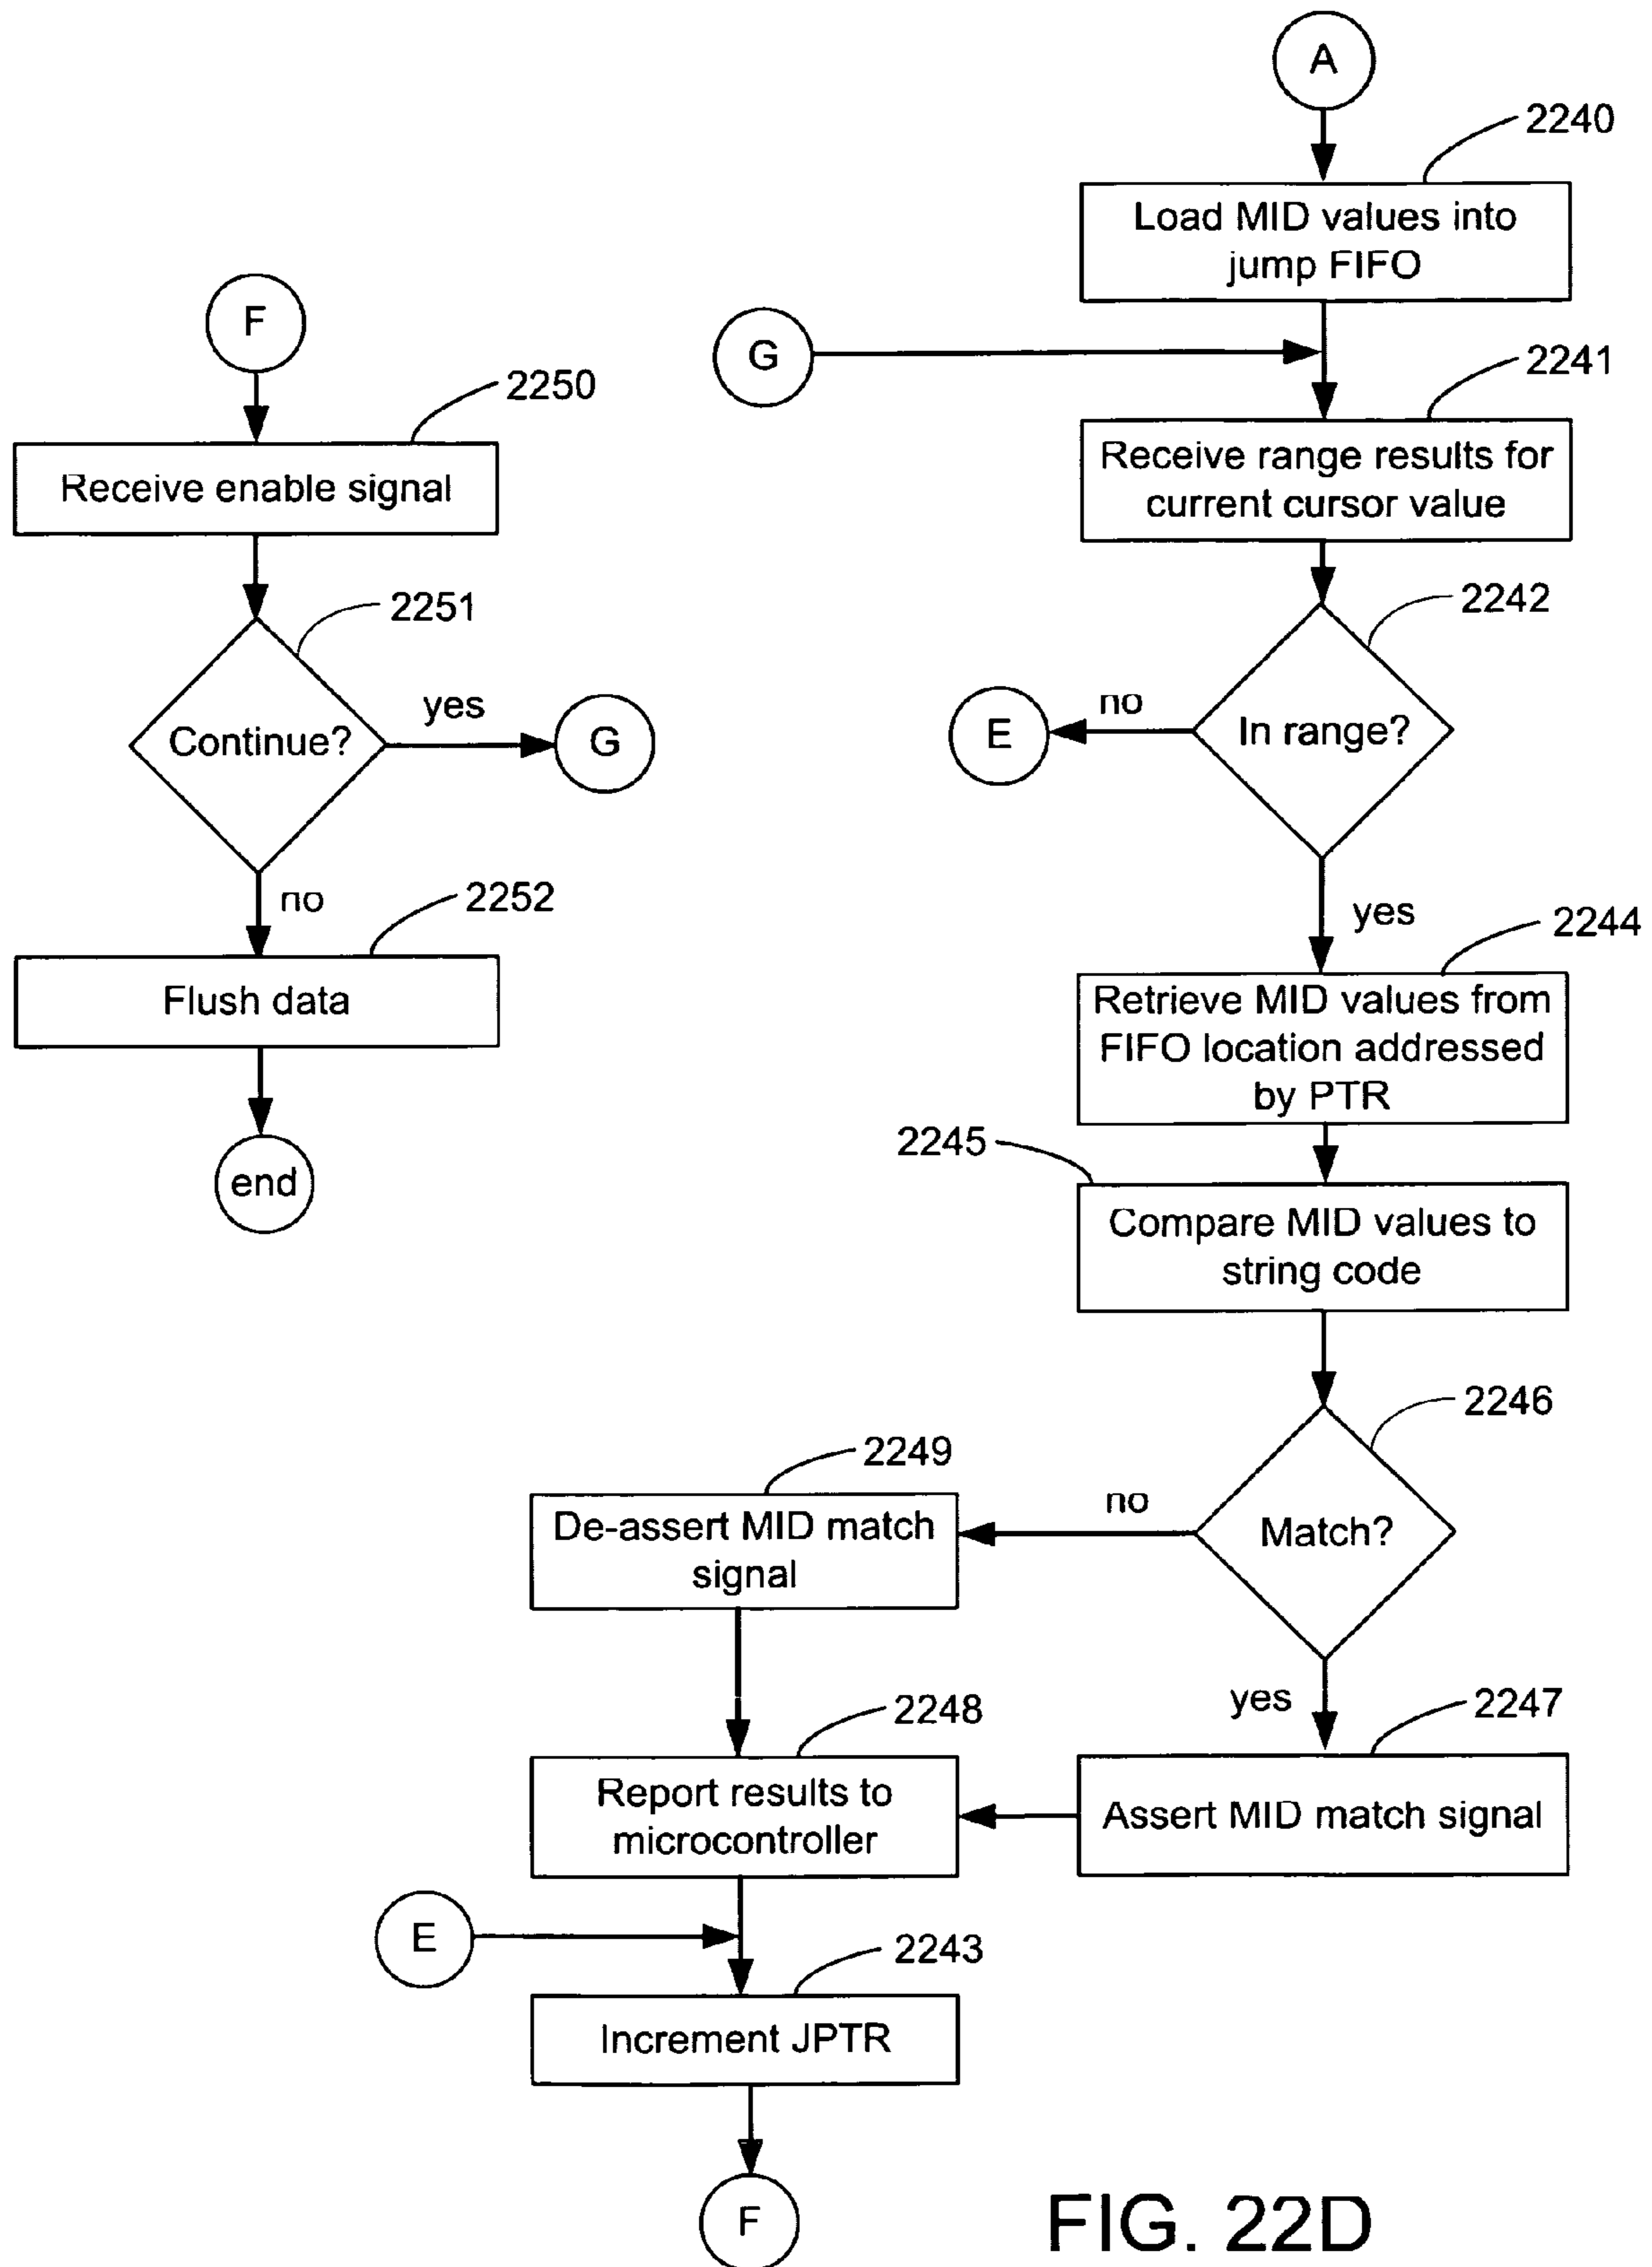 A
2240
Load MID values into
jump FIFO
F
G
2241
2250
Receive enable signal
Receive range results for
current cursor value
2242
2251
Continue?
yes
G
E
no
In range?
no
2252
yes
2244
Flush data
Retrieve MID values from
FIFO location addressed
by PTR
end
2245
Compare MID values to
string code
2246
2249
De-assert MID match
signal
no
Match?
yes
2247
2248
Report results to
microcontroller
Assert MID match signal
E
2243
Increment JPTR
F
FIG. 22D